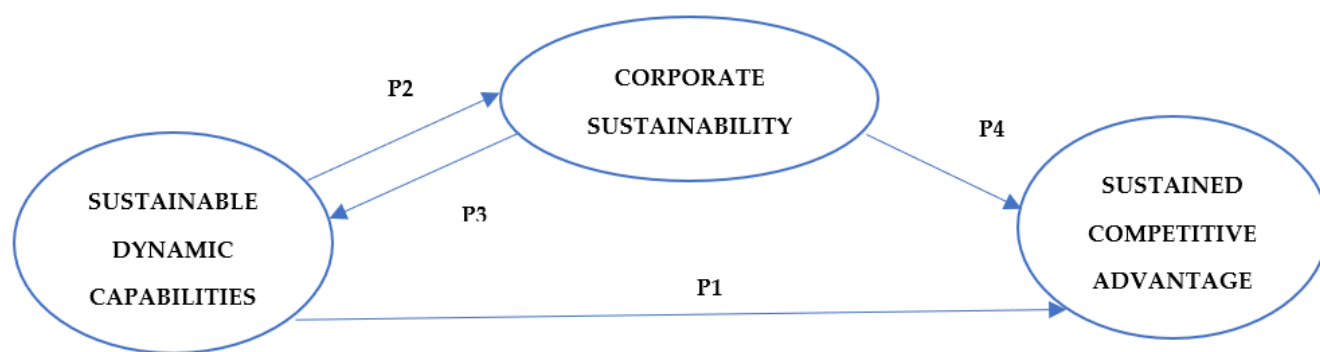 P2
CORPORATE
SUSTAINABILITY
P4
P3
SUSTAINABLE
DYNAMIC
CAPABILITIES
SUSTAINED
COMPETITIVE
ADVANTAGE
P1